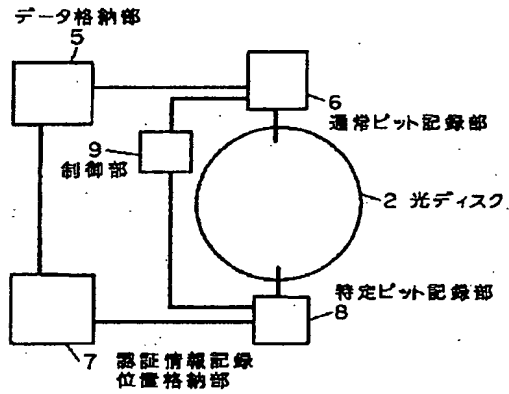 データ格納部
5
6
通常ピット記録部
9
制御部
2 光ディスク
特定ピット記録部
8
7 認証情報記録
位置格納部